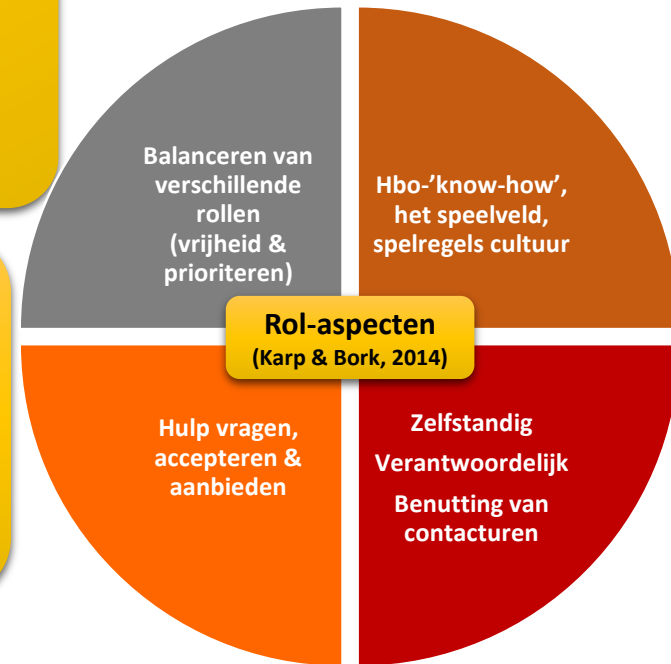 Balanceren van
verschillende
rollen
(vrijheid &
prioriteren)
Hbo-’know-how’,
het speelveld,
spelregels cultuur
Rol-aspecten
(Karp & Bork, 2014)
Hulp vragen,
accepteren &
aanbieden
Zelfstandig
Verantwoordelijk
Benutting van
contacturen